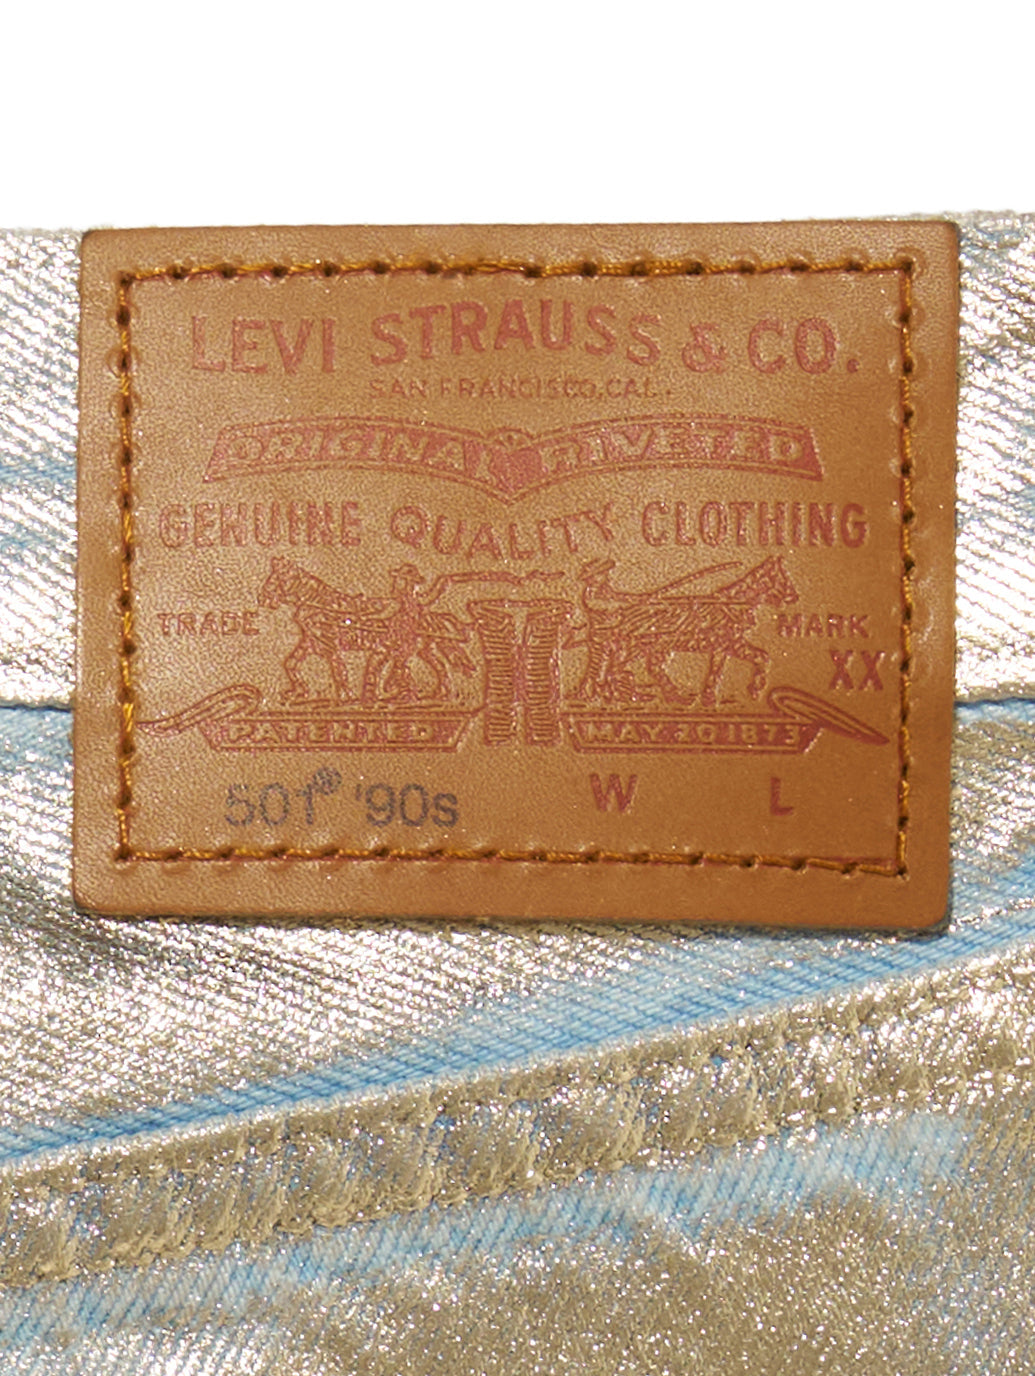 LEVI STRAUSS & CO.
SAN FRANCISCO, CAL.
ORIGINAL RIVETED
GENUINE QUALITY CLOTHING
TRADE MARK
XX
PATENTED MAY 20 1873
501® '90s W L